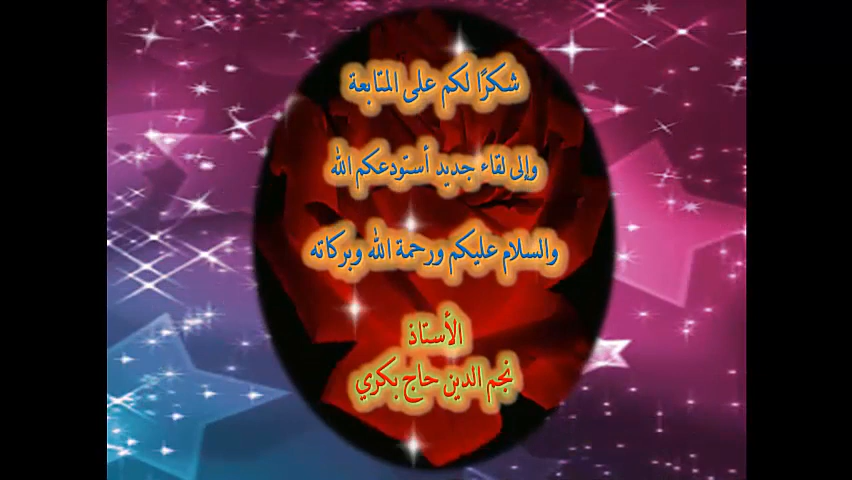 شكرًا لكم على المتابعة
وإلى لقاء جديد أستودعكم الله
والسلام عليكم ورحمة الله وبركاته
الأستاذ
نجم الدين حاج بكري